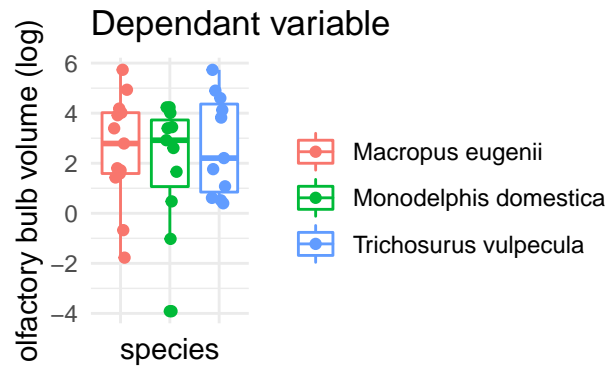 Dependant variable
olfactory bulb volume (log)
6
4
2
0
−2
−4
species
Macropus eugenii
Monodelphis domestica
Trichosurus vulpecula